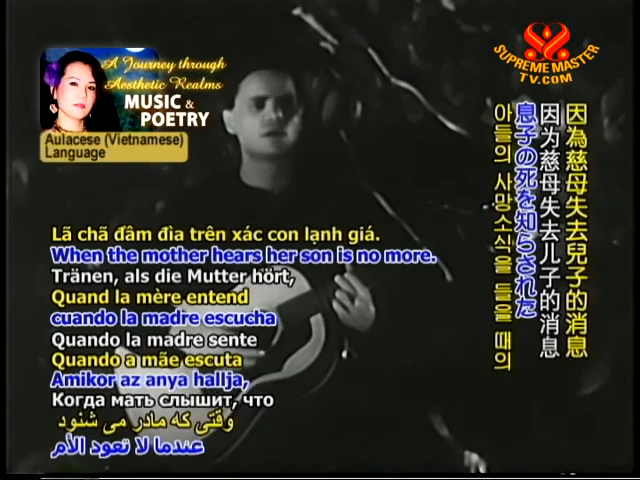 A Journey through
Aesthetic Realms
MUSIC &
POETRY
Aulacese (Vietnamese)
Language
SUPREME MASTER
TV.COM
因為慈母失去兒子的消息
因为慈母失去儿子的消息
息子の死を知らされた
아들의 사망소식을 들을 때의
Lã chã đầm đìa trên xác con lạnh giá.
When the mother hears her son is no more.
Tränen, als die Mutter hört,
Quand la mère entend
cuando la madre escucha
Quando la madre sente
Quando a mãe escuta
Amikor az anya hallja,
Когда мать слышит, что
وقتی که مادر می شنود
عندما لا تعود الأم